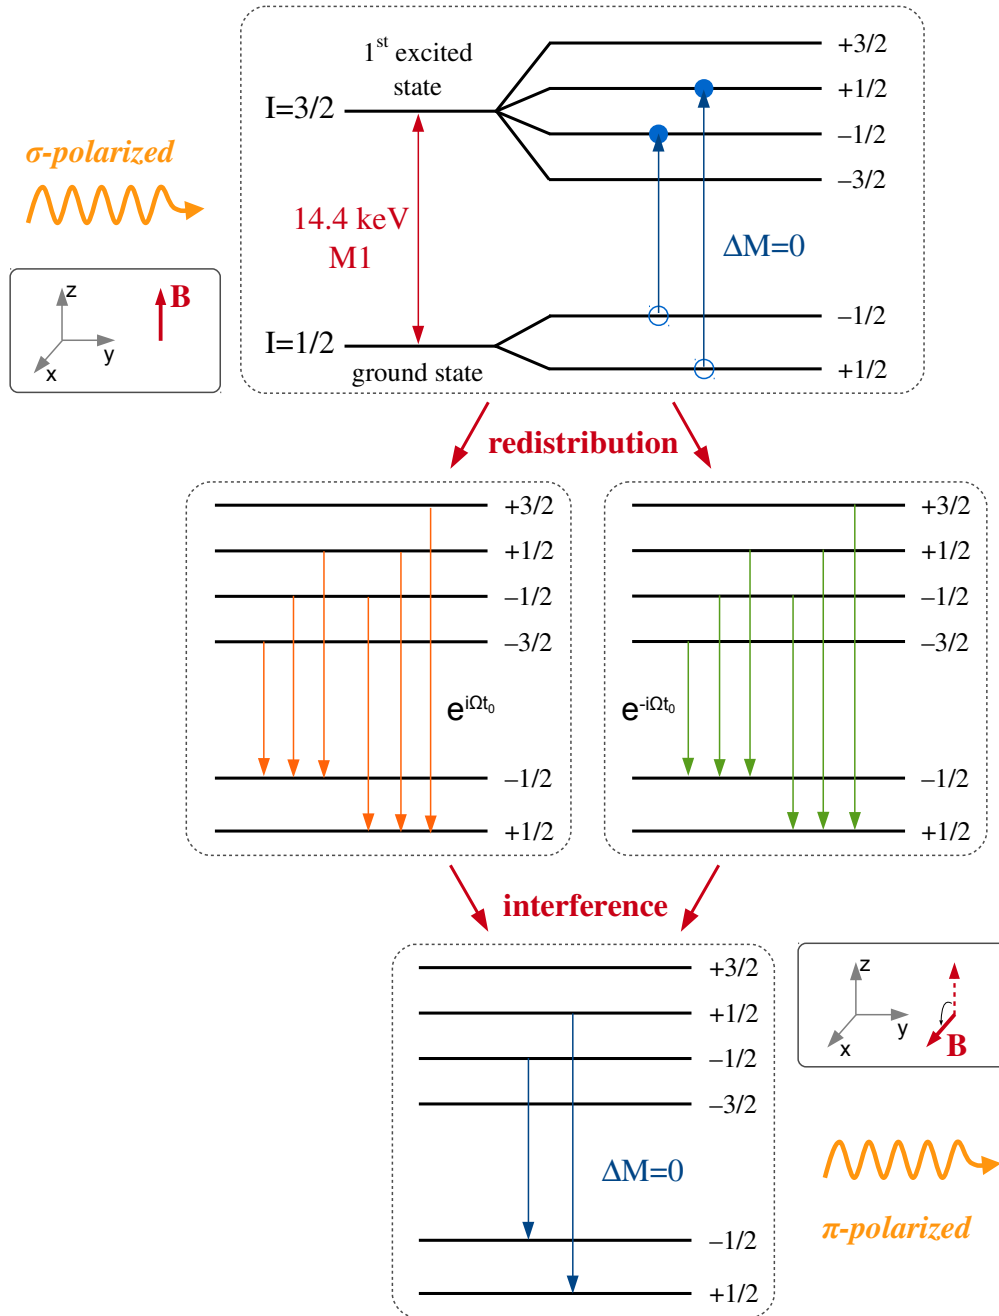 1st excited
state
I=3/2
+3/2
+1/2
−1/2
−3/2
σ-polarized
14.4 keV
M1
ΔM=0
z
B
y
x
I=1/2
ground state
−1/2
+1/2
redistribution
+3/2
+1/2
−1/2
−3/2
e^{iΩt_0}
−1/2
+1/2
+3/2
+1/2
−1/2
−3/2
e^{-iΩt_0}
−1/2
+1/2
interference
+3/2
+1/2
−1/2
−3/2
ΔM=0
−1/2
+1/2
z
y
x
B
π-polarized